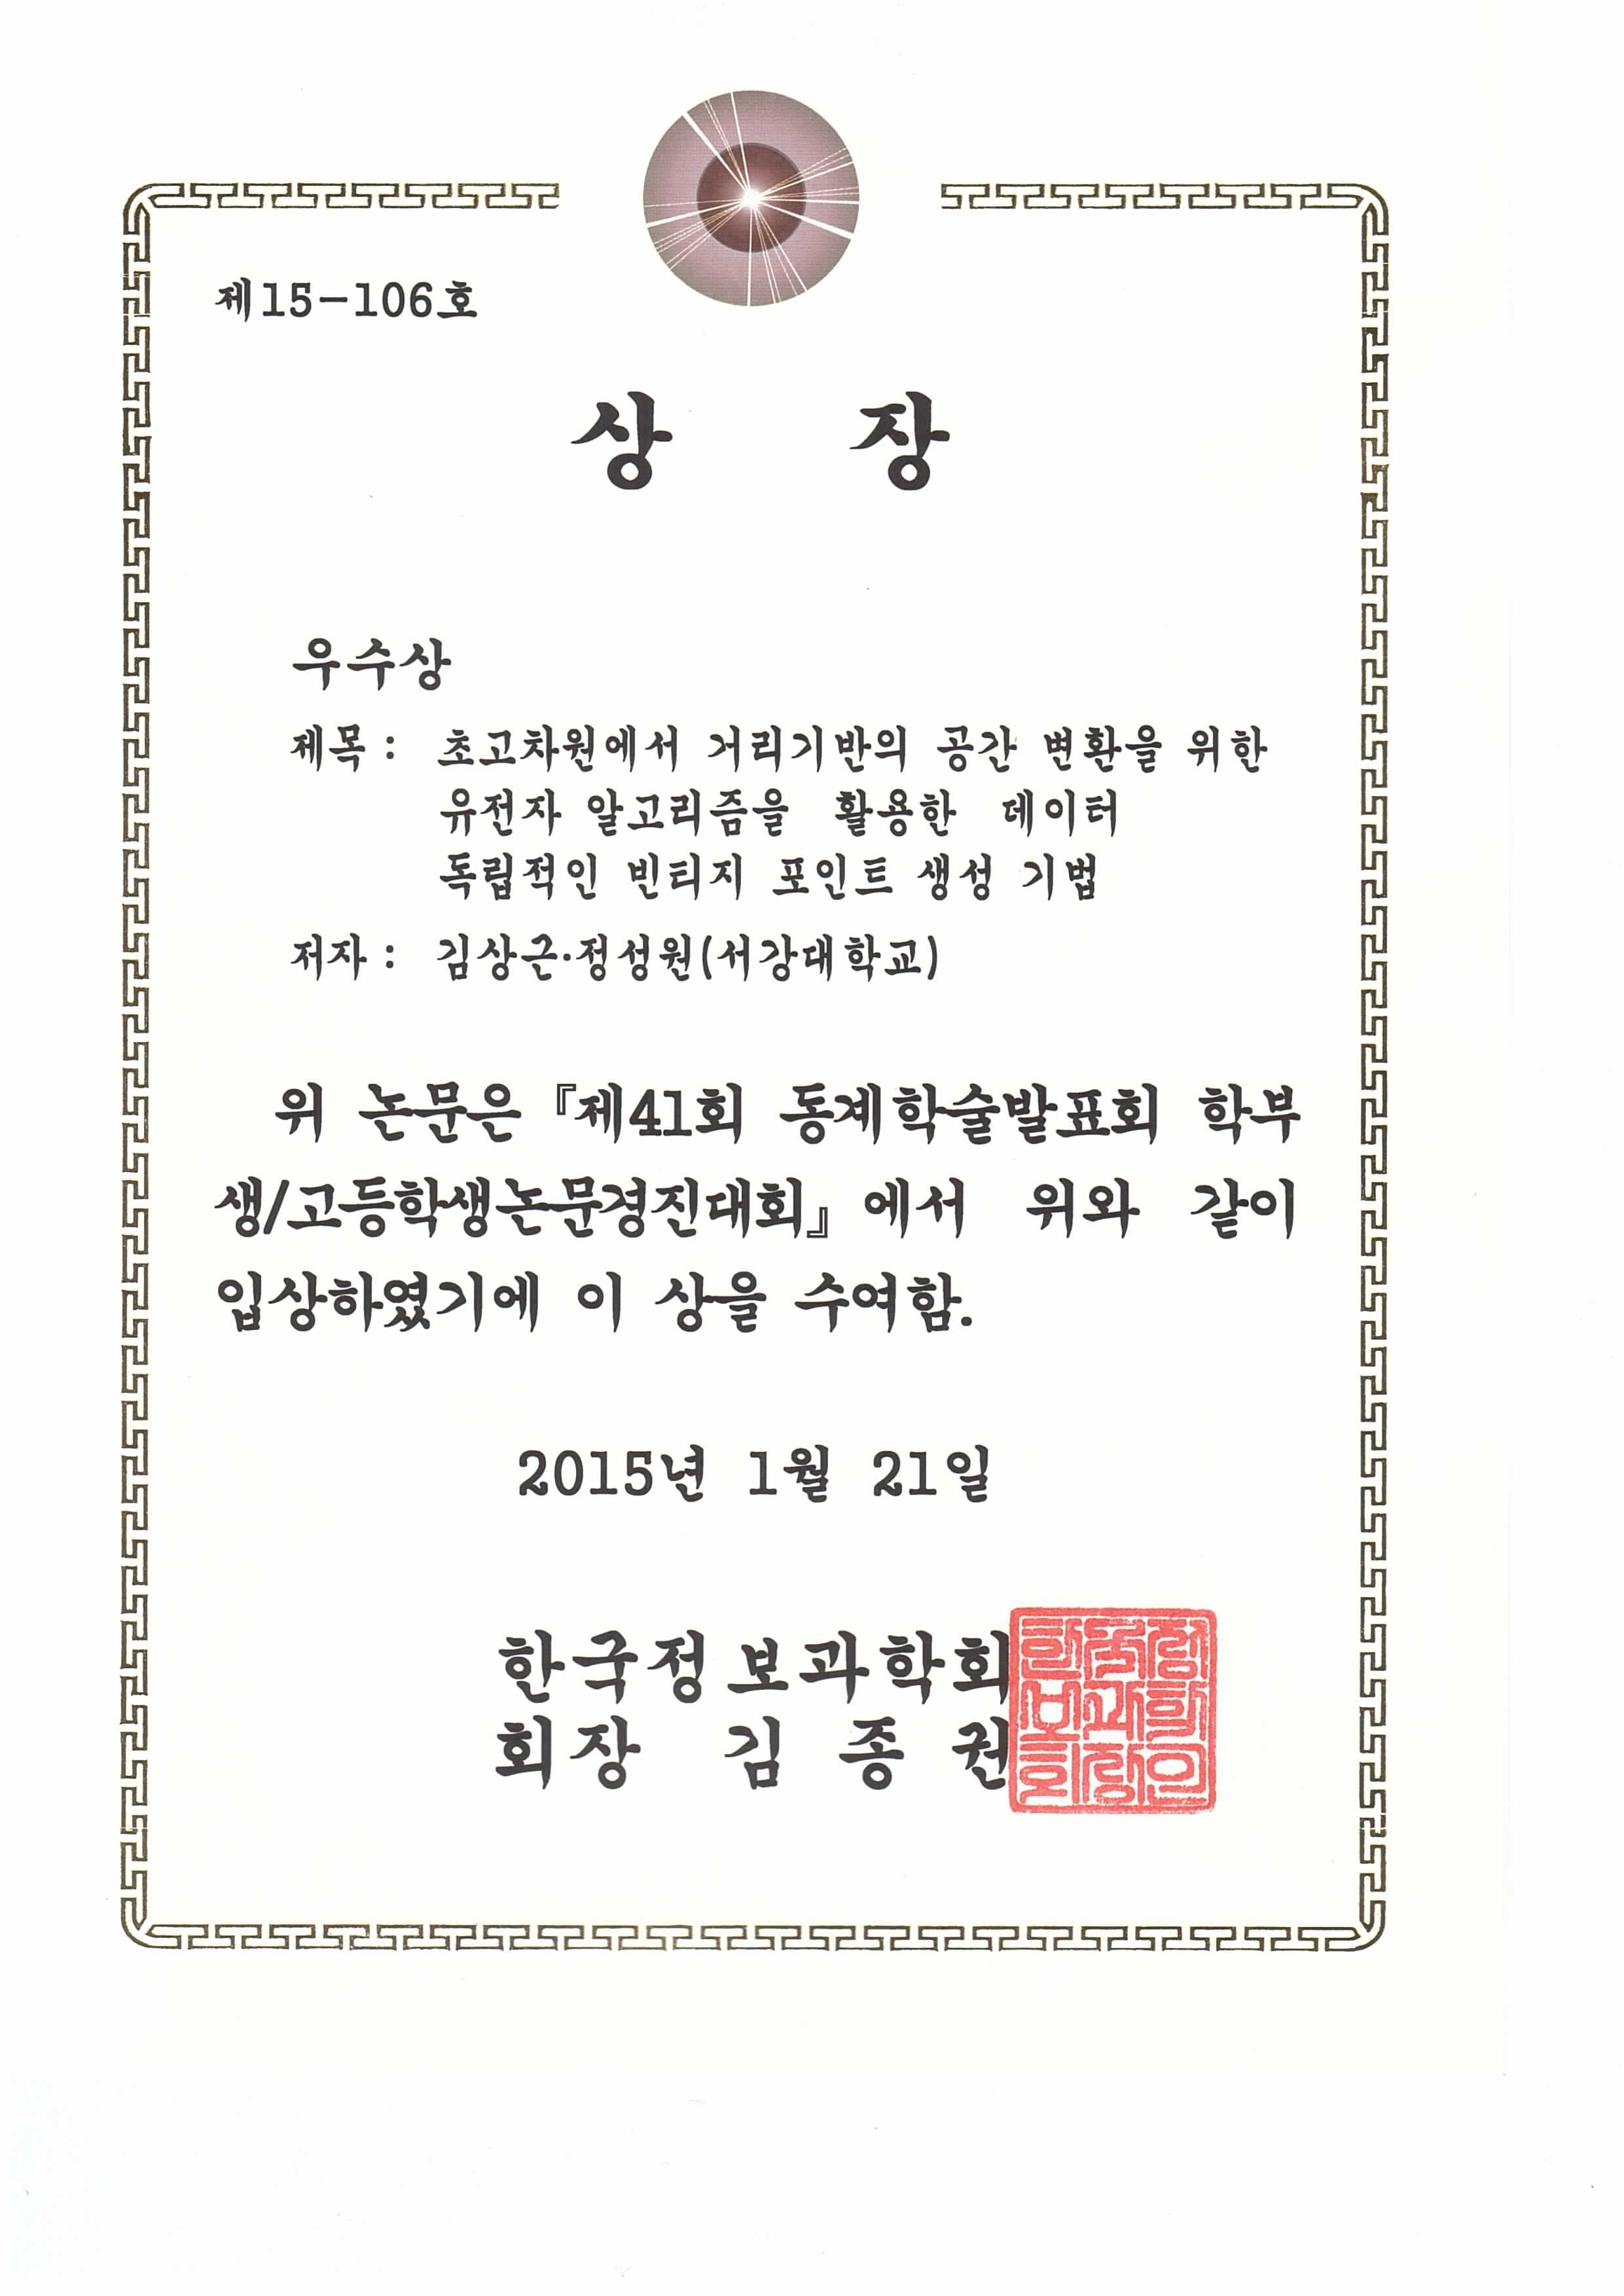 제15-106호
상 장
우수상
제목 : 초고차원에서 거리기반의 공간 변환을 위한
유전자 알고리즘을 활용한 데이터
독립적인 빈티지 포인트 생성 기법
저자 : 김상근·정성원(서강대학교)
위 논문은 『제41회 동계학술발표회 학부
생/고등학생논문경진대회』에서 위와 같이
입상하였기에 이 상을 수여함.
2015년 1월 21일
한국정보과학회
회장 김종권
한국정
보과학
회장인